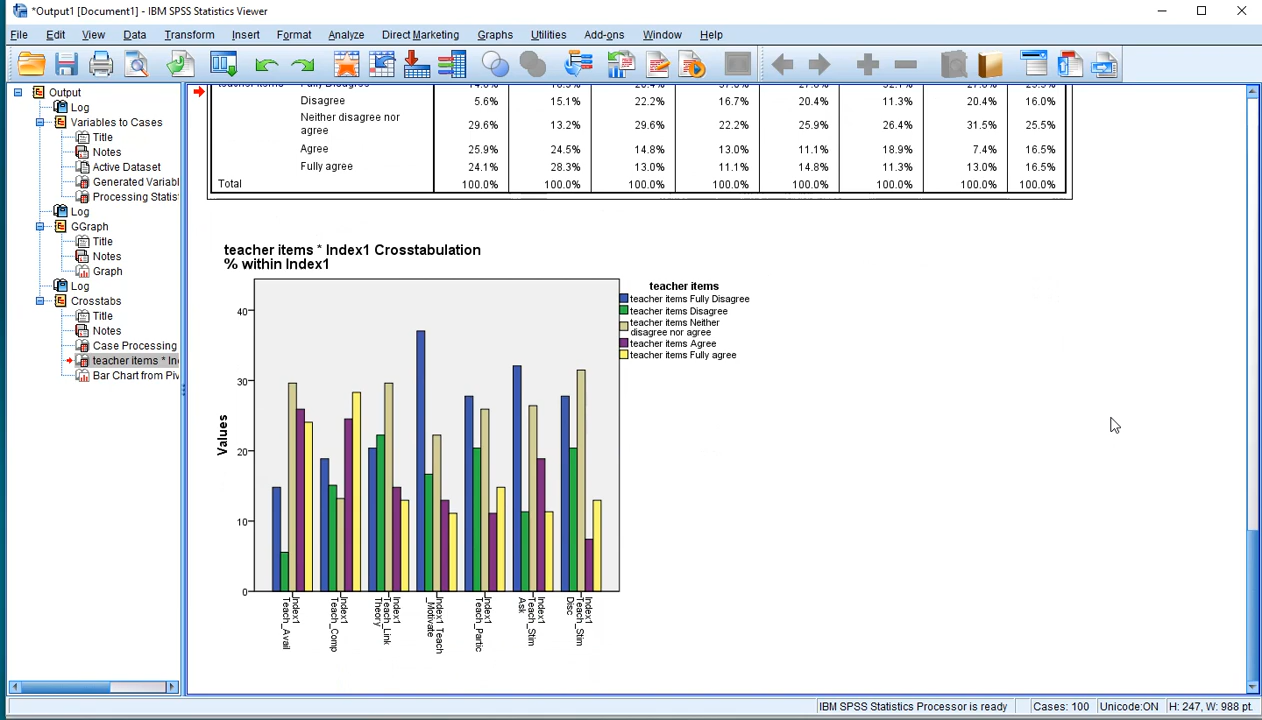 *Output1 [Document1] - IBM SPSS Statistics Viewer
File Edit View Data Transform Insert Format Analyze Direct Marketing Graphs Utilities Add-ons Window Help
Output
Log
Variables to Cases
Title
Notes
Active Dataset
Generated Variabl
Processing Statis
Log
GGraph
Title
Notes
Graph
Log
Crosstabs
Title
Notes
Case Processing
teacher items * In
Bar Chart from Piv
Disagree 5.6% 15.1% 22.2% 16.7% 20.4% 11.3% 20.4% 16.0%
Neither disagree nor
agree 29.6% 13.2% 29.6% 22.2% 25.9% 26.4% 31.5% 25.5%
Agree 25.9% 24.5% 14.8% 13.0% 11.1% 18.9% 7.4% 16.5%
Fully agree 24.1% 28.3% 13.0% 11.1% 14.8% 11.3% 13.0% 16.5%
Total 100.0% 100.0% 100.0% 100.0% 100.0% 100.0% 100.0% 100.0%
teacher items * Index1 Crosstabulation
% within Index1
teacher items
teacher items Fully Disagree
teacher items Disagree
teacher items Neither
disagree nor agree
teacher items Agree
teacher items Fully agree
Values
40
30
20
10
0
Index1
Teach_Avail
Index1
Teach_Comp
Index1
Teach_Link
Theory
Index1 Teach
_Motivate
Index1
Teach_Partic
Index1
Teach_Stim
Ask
Index1
Teach_Stim
Disc
IBM SPSS Statistics Processor is ready Cases: 100 Unicode:ON H: 247, W: 988 pt.